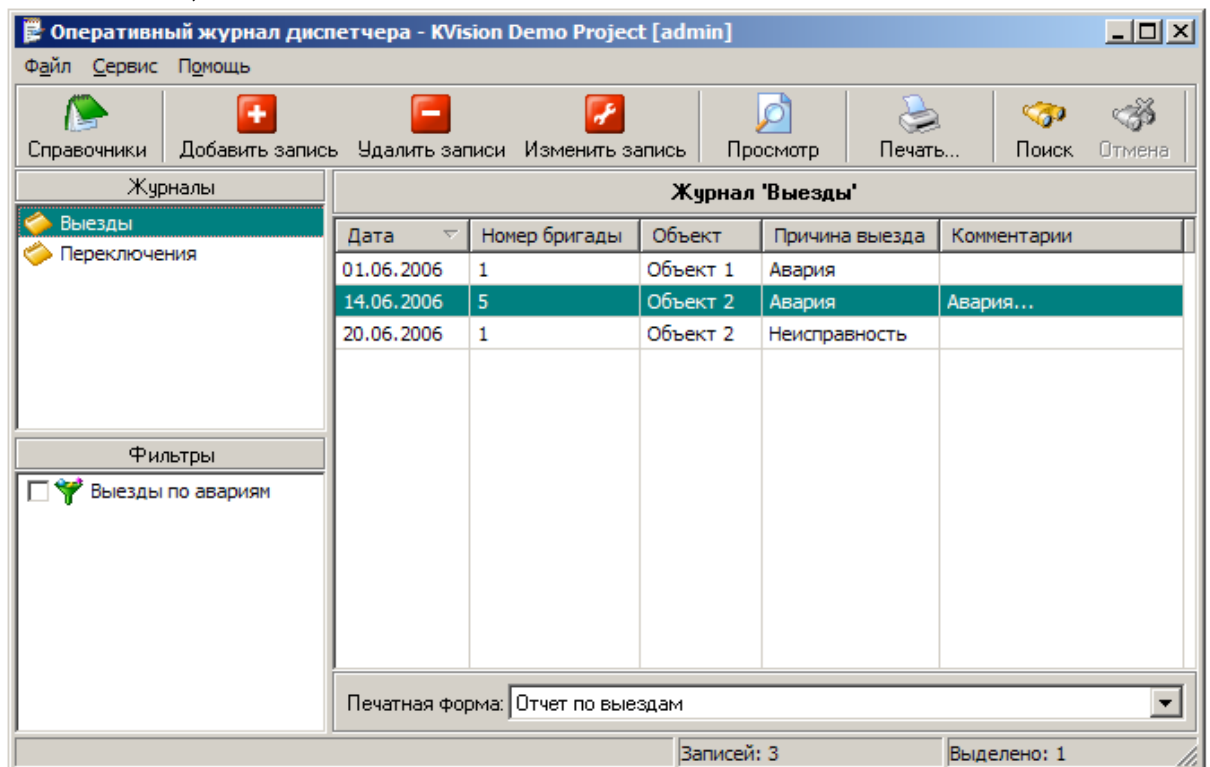 Оперативный журнал диспетчера - KVision Demo Project [admin]
Файл Сервис Помощь
Справочники Добавить запись Удалить записи Изменить запись Просмотр Печать... Поиск Отмена
Журналы
Выезды
Переключения
Фильтры
Выезды по авариям
Журнал 'Выезды'
Дата Номер бригады Объект Причина выезда Комментарии
01.06.2006 1 Объект 1 Авария
14.06.2006 5 Объект 2 Авария Авария...
20.06.2006 1 Объект 2 Неисправность
Печатная форма: Отчет по выездам
Записей: 3 Выделено: 1